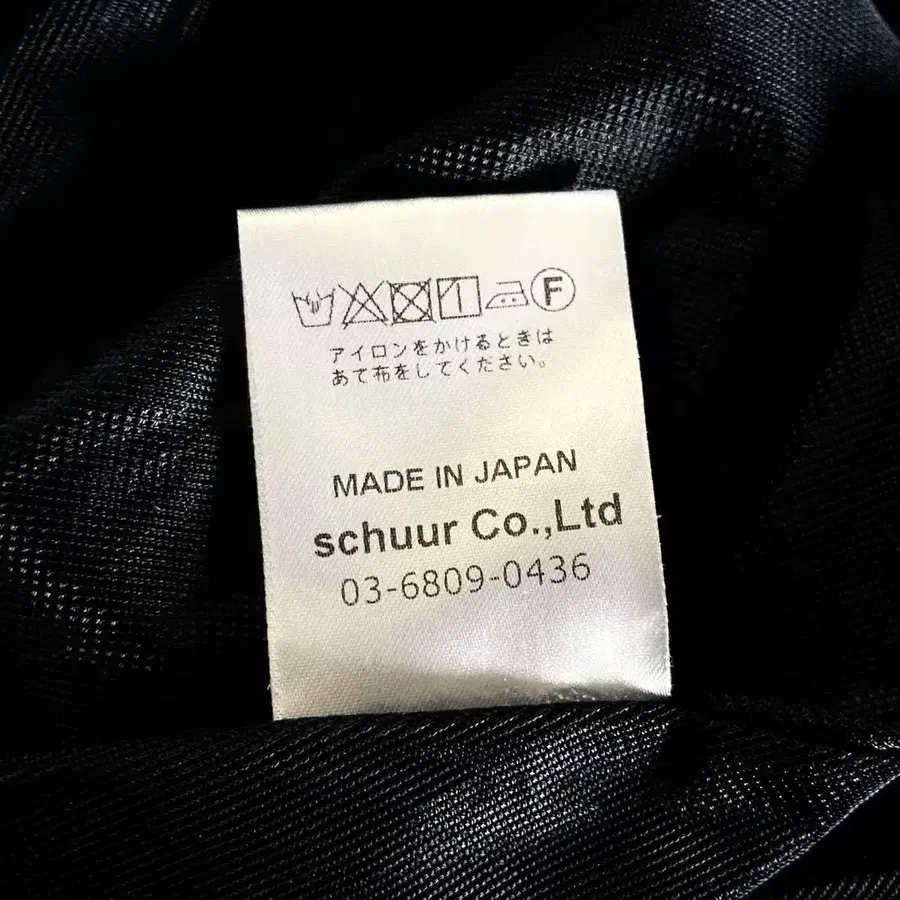 F
アイロンをかけるときは
あて布をしてください。
MADE IN JAPAN
schuur Co.,Ltd
03-6809-0436